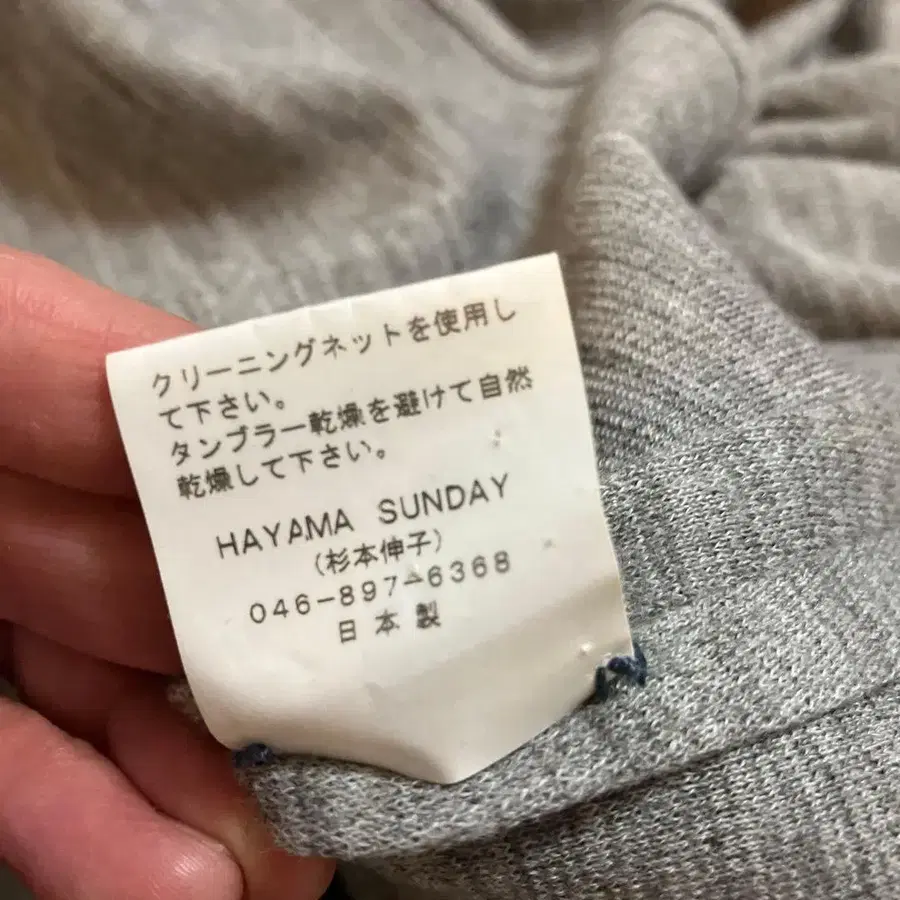 クリーニングネットを使用し
て下さい。
タンブラー乾燥を避けて自然
乾燥して下さい。
HAYAMA SUNDAY
(杉本伸子)
046-897-6368
日本製